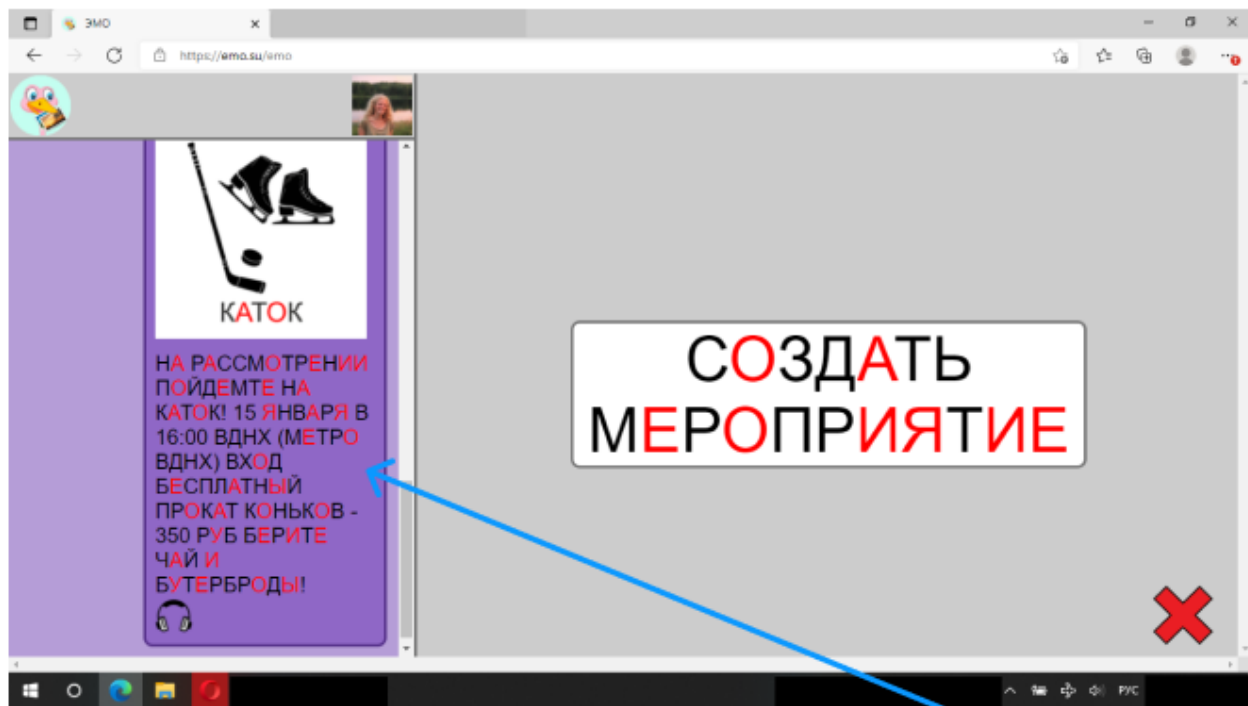 ЭМО
https://emo.su/emo
КАТОК
НА РАССМОТРЕНИИ
ПОЙДЕМТЕ НА
КАТОК! 15 ЯНВАРЯ В
16:00 ВДНХ (МЕТРО
ВДНХ) ВХОД
БЕСПЛАТНЫЙ
ПРОКАТ КОНЬКОВ -
350 РУБ БЕРИТЕ
ЧАЙ И
БУТЕРБРОДЫ!
СОЗДАТЬ
МЕРОПРИЯТИЕ
РУС